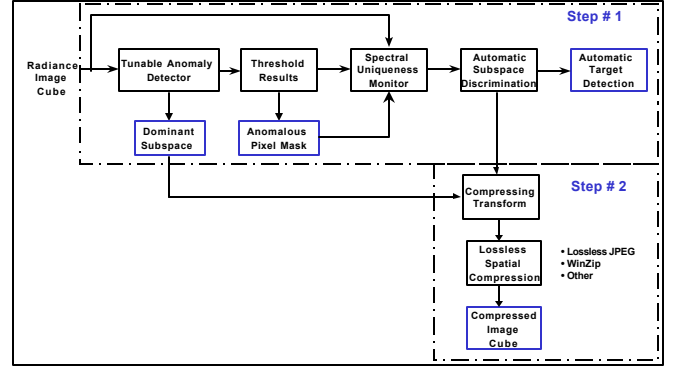 Step # 1
Radiance
Image
Cube
Tunable Anomaly
Detector
Threshold
Results
Spectral
Uniqueness
Monitor
Automatic
Subspace
Discrimination
Automatic
Target
Detection
Dominant
Subspace
Anomalous
Pixel Mask
Step # 2
Compressing
Transform
Lossless
Spatial
Compression
• Lossless JPEG
• WinZip
• Other
Compressed
Image
Cube